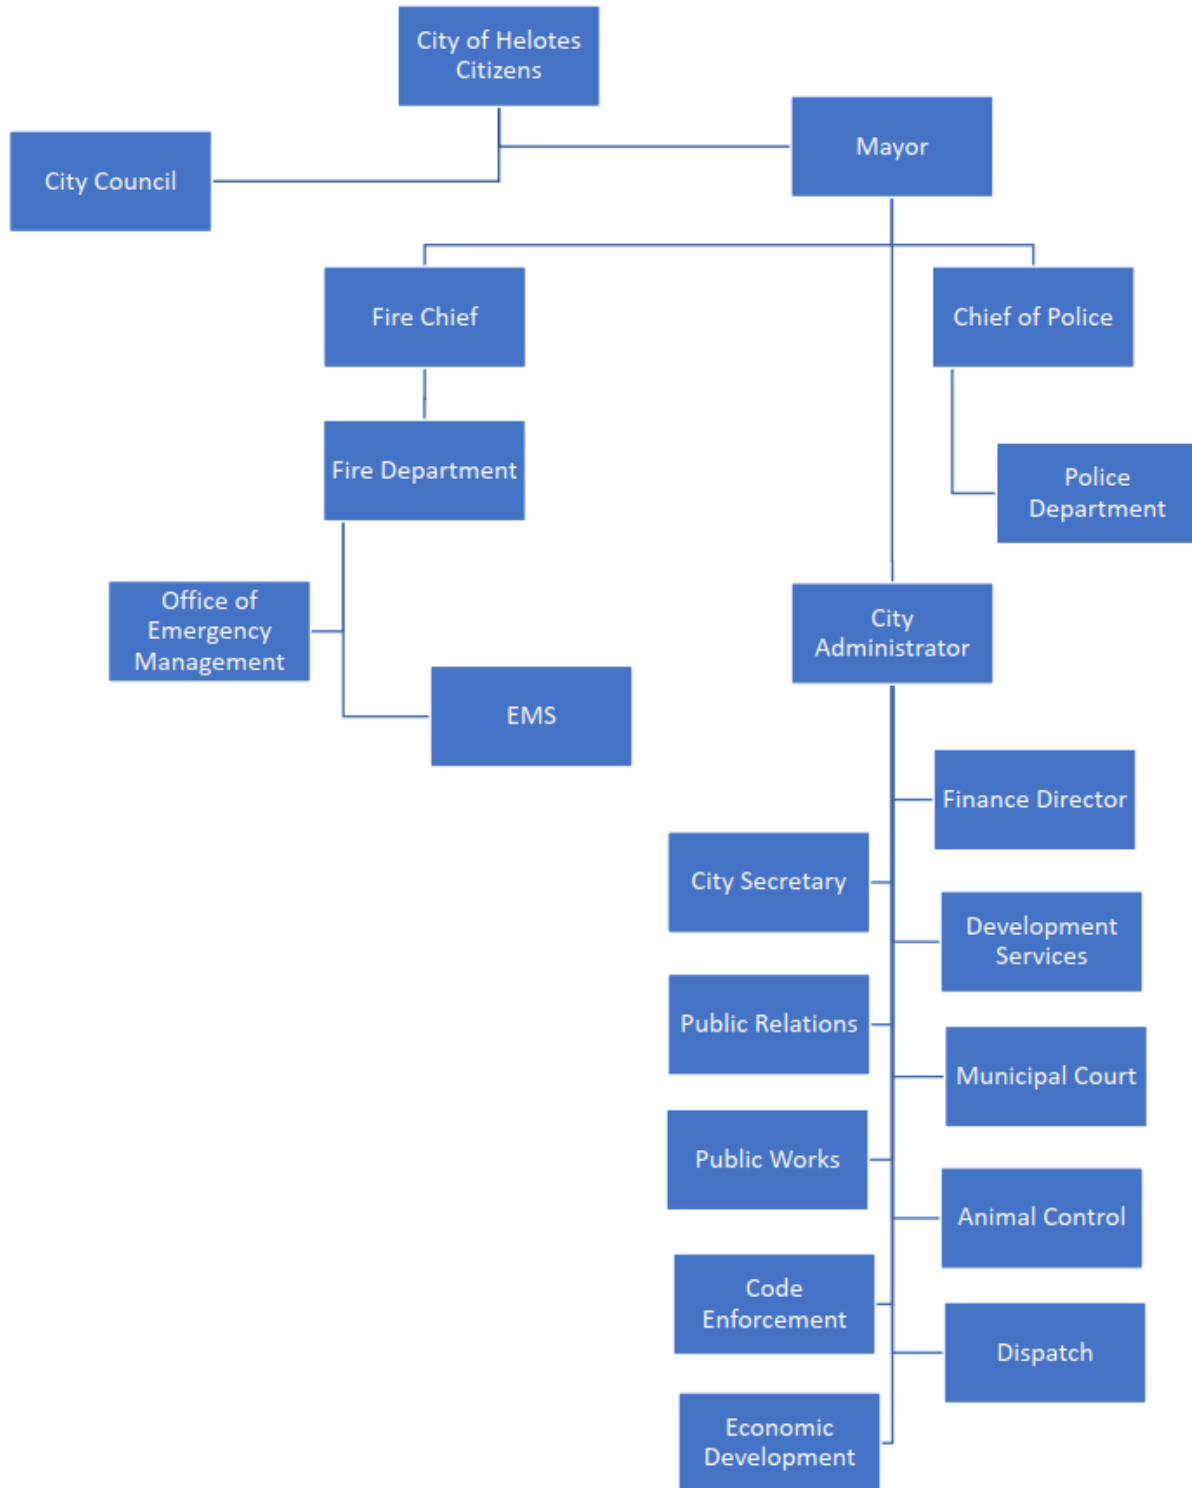 City of Helotes
Citizens
Mayor
City Council
Fire Chief
Chief of Police
Fire Department
Police
Department
Office of
Emergency
Management
City
Administrator
EMS
Finance Director
City Secretary
Development
Services
Public Relations
Municipal Court
Public Works
Animal Control
Code
Enforcement
Dispatch
Economic
Development